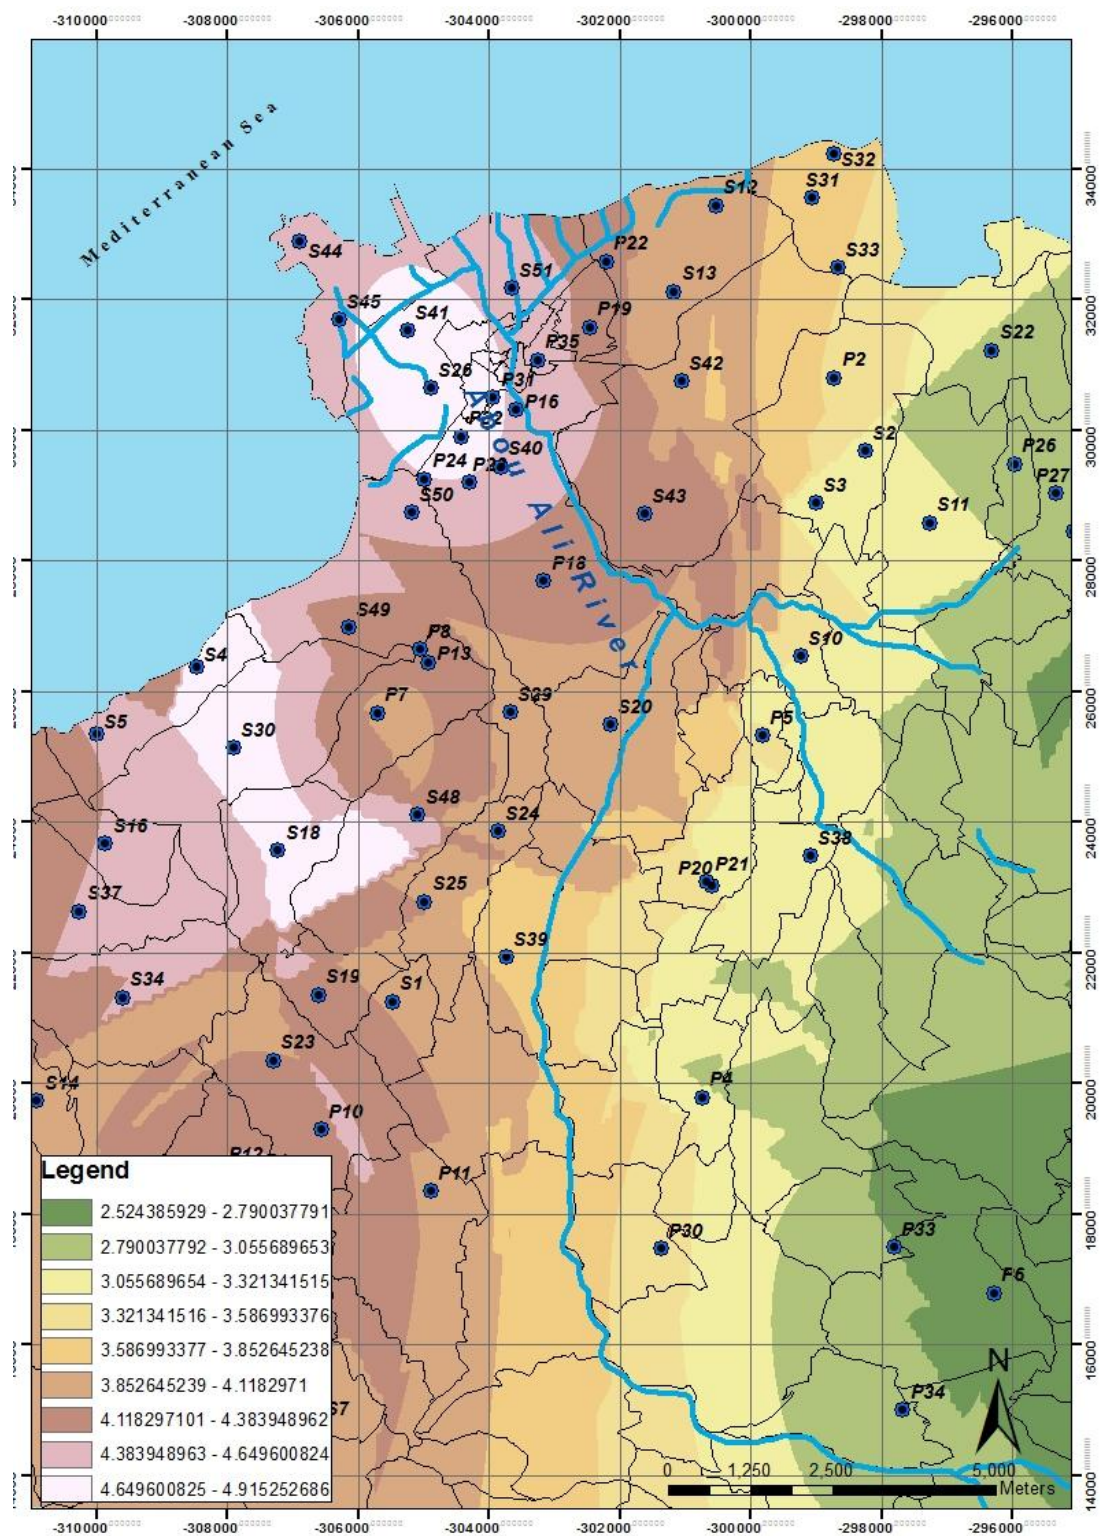 -310000 -308000 -306000 -304000 -302000 -300000 -298000 -296000
Mediterranean Sea
S32
34000
S12
S31
S44
P22
S33
S51
S13
32000
S45
S41
P19
S22
P35
P2
S26
S42
P31
P16
30000
S2
P26
S40
P24
P27
S50
S43
S3
S11
Abou Ali River
28000
P18
S49
P8
S10
S4
P13
26000
P7
S29
S20
S5
S30
P5
S48
S24
24000
S16
S18
S38
P20 P21
S25
S37
S39
22000
S34
S19
S1
S23
20000
S14
P4
P10
P11
18000
P30
P33
F6
16000
P34
14000
Legend
2.524385929 - 2.790037791
2.790037792 - 3.055689653
3.055689654 - 3.321341515
3.321341516 - 3.586993376
3.586993377 - 3.852645238
3.852645239 - 4.1182971
4.118297101 - 4.383948962
4.383948963 - 4.649600824
4.649600825 - 4.915252686
N
0 1,250 2,500 5,000
Meters
-310000 -308000 -306000 -304000 -302000 -300000 -298000 -296000